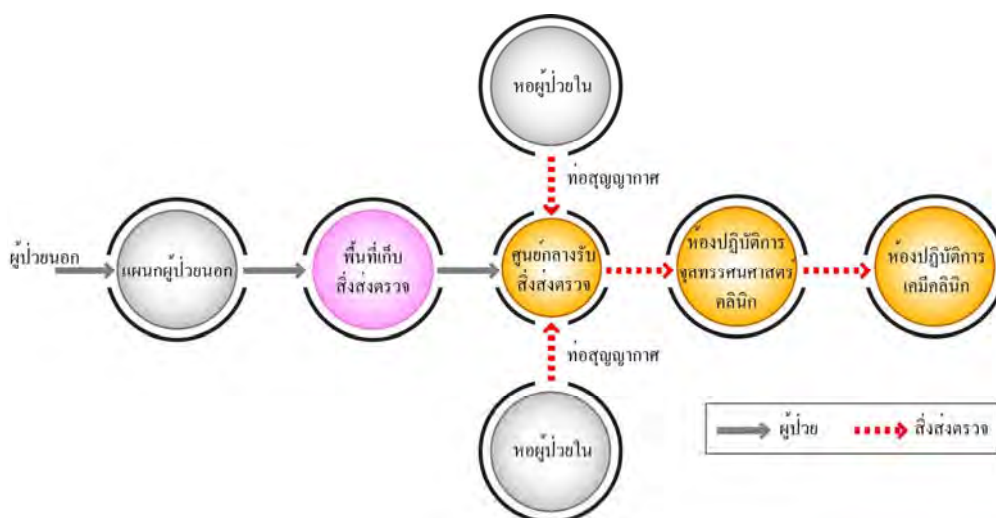 หอผู้ป่วยใน
ท่อสุญญากาศ
ผู้ป่วยนอก
แผนกผู้ป่วยนอก
พื้นที่เก็บ
สิ่งส่งตรวจ
ศูนย์กลางรับ
สิ่งส่งตรวจ
ห้องปฏิบัติการ
จุลทรรศนศาสตร์
คลินิก
ห้องปฏิบัติการ
เคมีคลินิก
ท่อสุญญากาศ
หอผู้ป่วยใน
ผู้ป่วย
สิ่งส่งตรวจ